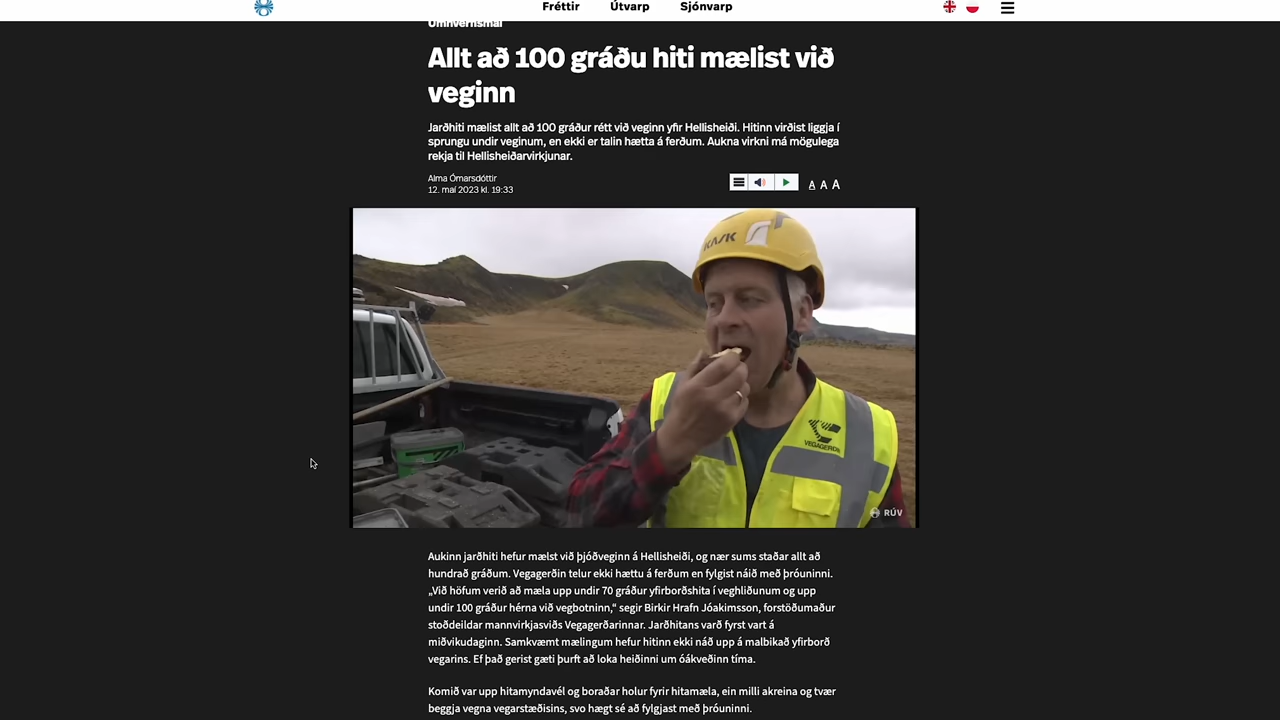 Fréttir Útvarp Sjónvarp
Umhverfismál
Allt að 100 gráðu hiti mælist við
veginn
Jarðhiti mælist allt að 100 gráður rétt við veginn yfir Hellisheiði. Hitinn virðist liggja í
sprungu undir veginum, en ekki er talin hætta á ferðum. Aukna virkni má mögulega
rekja til Hellisheiðarvirkjunar.
Alma Ómarsdóttir
12. maí 2023 kl. 19:33
A A A
KASK
VEGAGERÐIN
RÚV
Aukinn jarðhiti hefur mælst við þjóðveginn á Hellisheiði, og nær sums staðar allt að
hundrað gráðum. Vegagerðin telur ekki hættu á ferðum en fylgist náið með þróuninni.
„Við höfum verið að mæla upp undir 70 gráður yfirborðshita í veghliðunum og upp
undir 100 gráður hérna við vegbotninn,“ segir Birkir Hrafn Jóakimsson, forstöðumaður
stoðdeildar mannvirkjasviðs Vegagerðarinnar. Jarðhitans varð fyrst vart á
miðvikudaginn. Samkvæmt mælingum hefur hitinn ekki náð upp á malbikað yfirborð
vegarins. Ef það gerist gæti þurft að loka heiðinni um óákveðinn tíma.
Komið var upp hitamyndavél og boraðar holur fyrir hitamæla, ein milli akreina og tvær
beggja vegna vegarstæðisins, svo hægt sé að fylgjast með þróuninni.